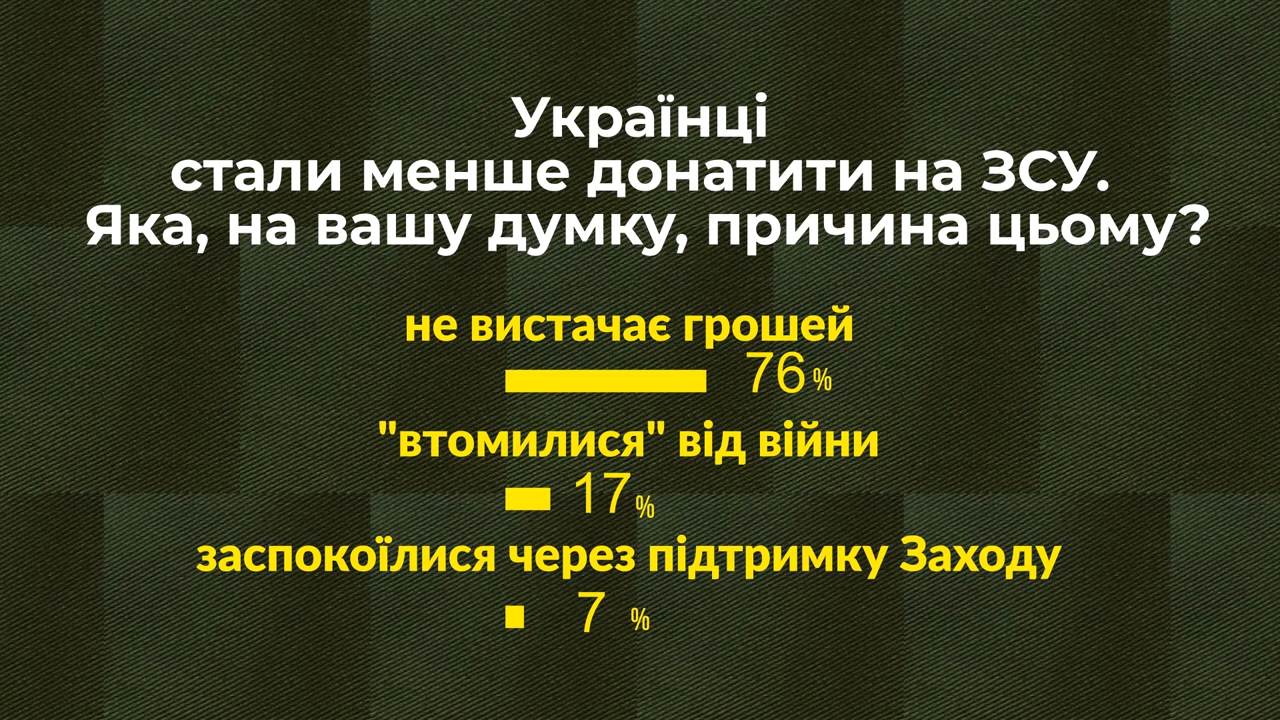 Українці
стали менше донатити на ЗСУ.
Яка, на вашу думку, причина цьому?
не вистачає грошей
76 %
"втомилися" від війни
17 %
заспокоїлися через підтримку Заходу
7 %